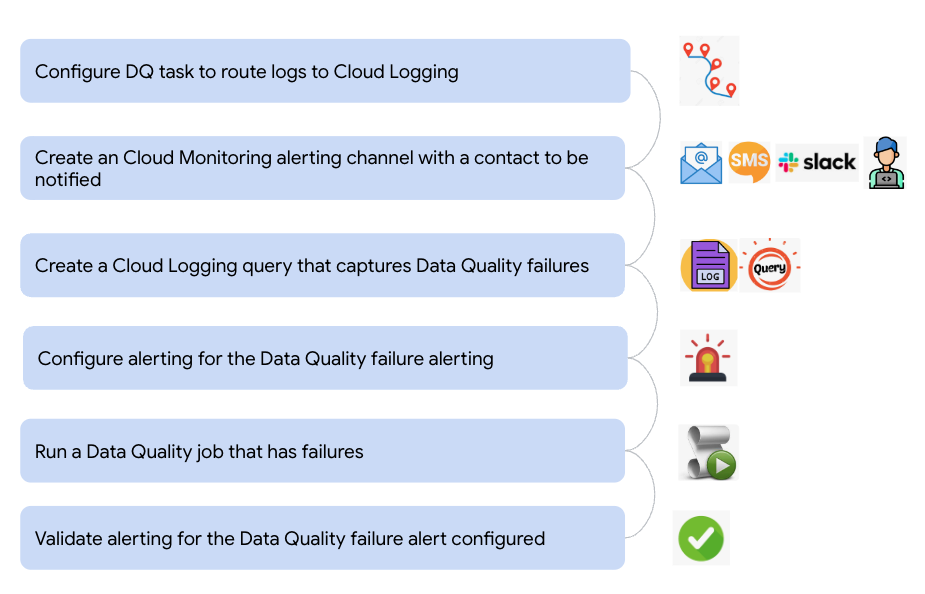 Configure DQ task to route logs to Cloud Logging
Create an Cloud Monitoring alerting channel with a contact to be
notified
@
SMS
slack
<>
Create a Cloud Logging query that captures Data Quality failures
LOG
Query
Configure alerting for the Data Quality failure alerting
Run a Data Quality job that has failures
Validate alerting for the Data Quality failure alert configured